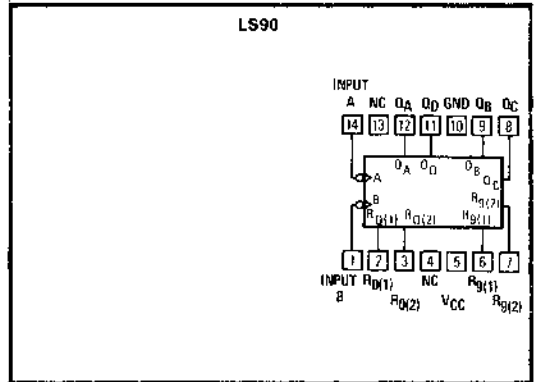 LS90
INPUT
A NC QA QD GND QB QC
14 13 12 11 10 9 8
QA QD QB QC
A
B
R0(1) R0(2) R9(1) R9(2)
1 2 3 4 5 6 7
INPUT R0(1) NC R9(1)
B R0(2) VCC R9(2)